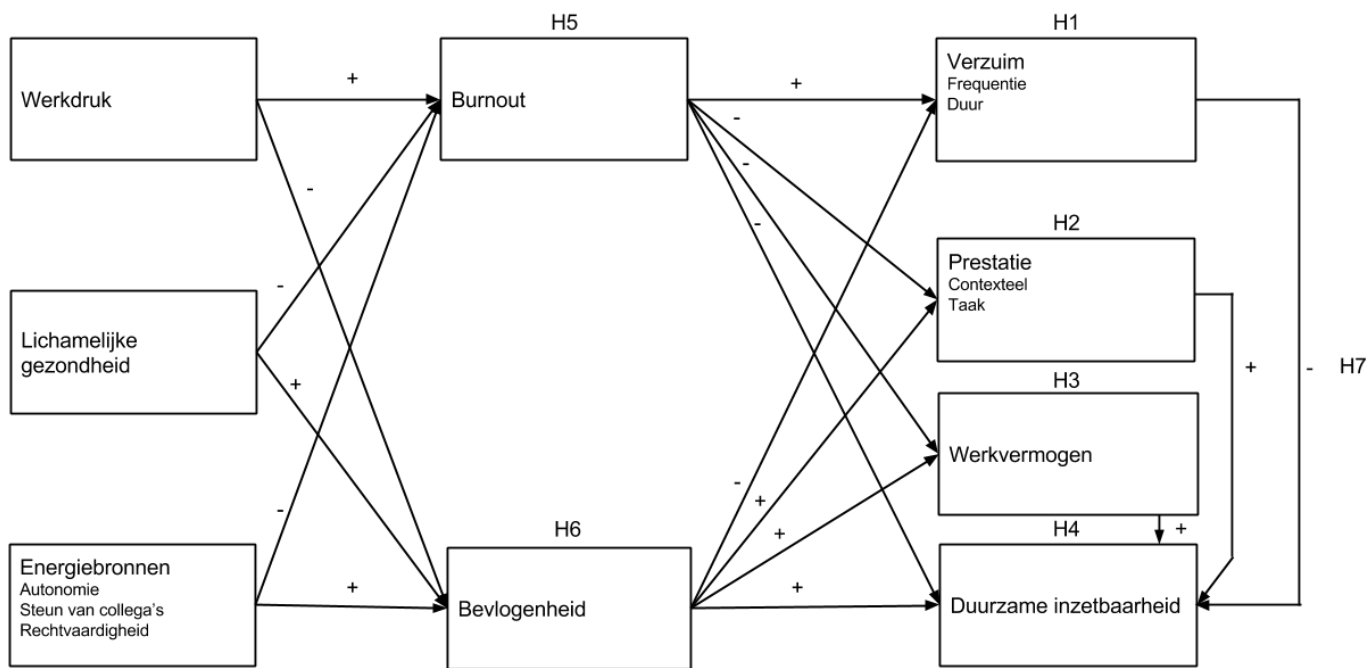 H5
H1
Werkdruk
+
Burnout
+
Verzuim
Frequentie
Duur
-
-
-
-
H2
Prestatie
Contexteel
Taak
-
Lichamelijke
gezondheid
+
+
-
H7
H3
Werkvermogen
-
-
+
+
+
H6
H4
Energiebronnen
Autonomie
Steun van collega's
Rechtvaardigheid
+
Bevlogenheid
+
Duurzame inzetbaarheid